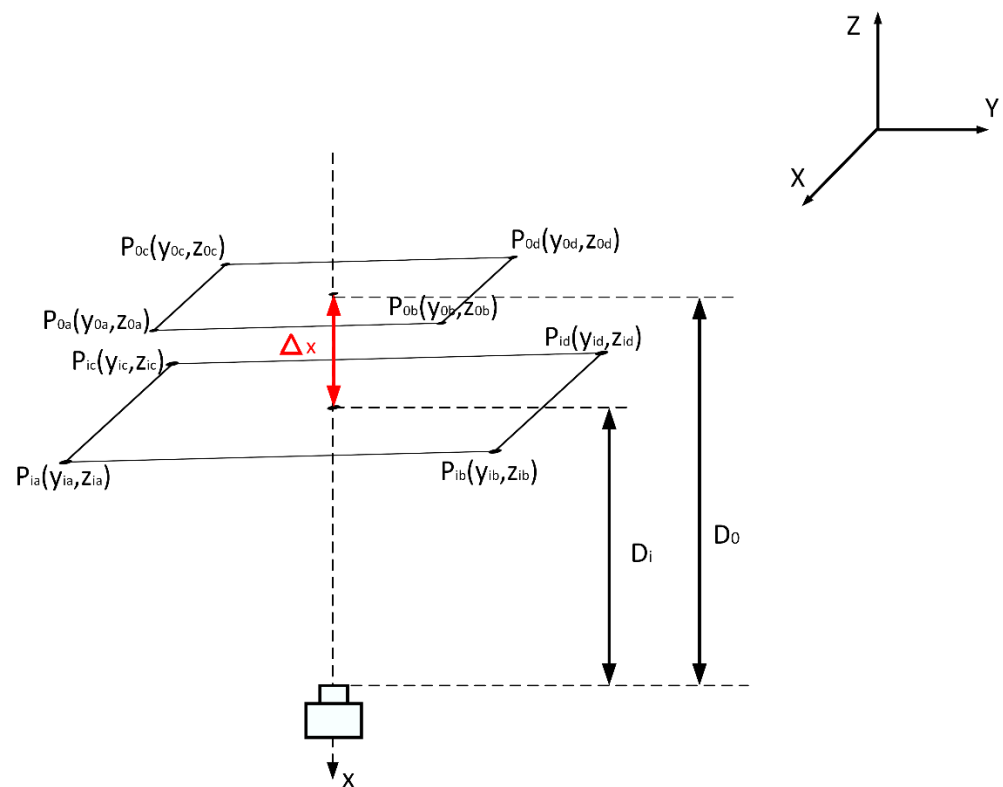 Z
Y
X
P0c(y0c,z0c)
P0d(y0d,z0d)
P0a(y0a,z0a)
P0b(y0b,z0b)
Δx
Pic(yic,zic)
Pid(yid,zid)
Pia(yia,zia)
Pib(yib,zib)
Di
D0
x